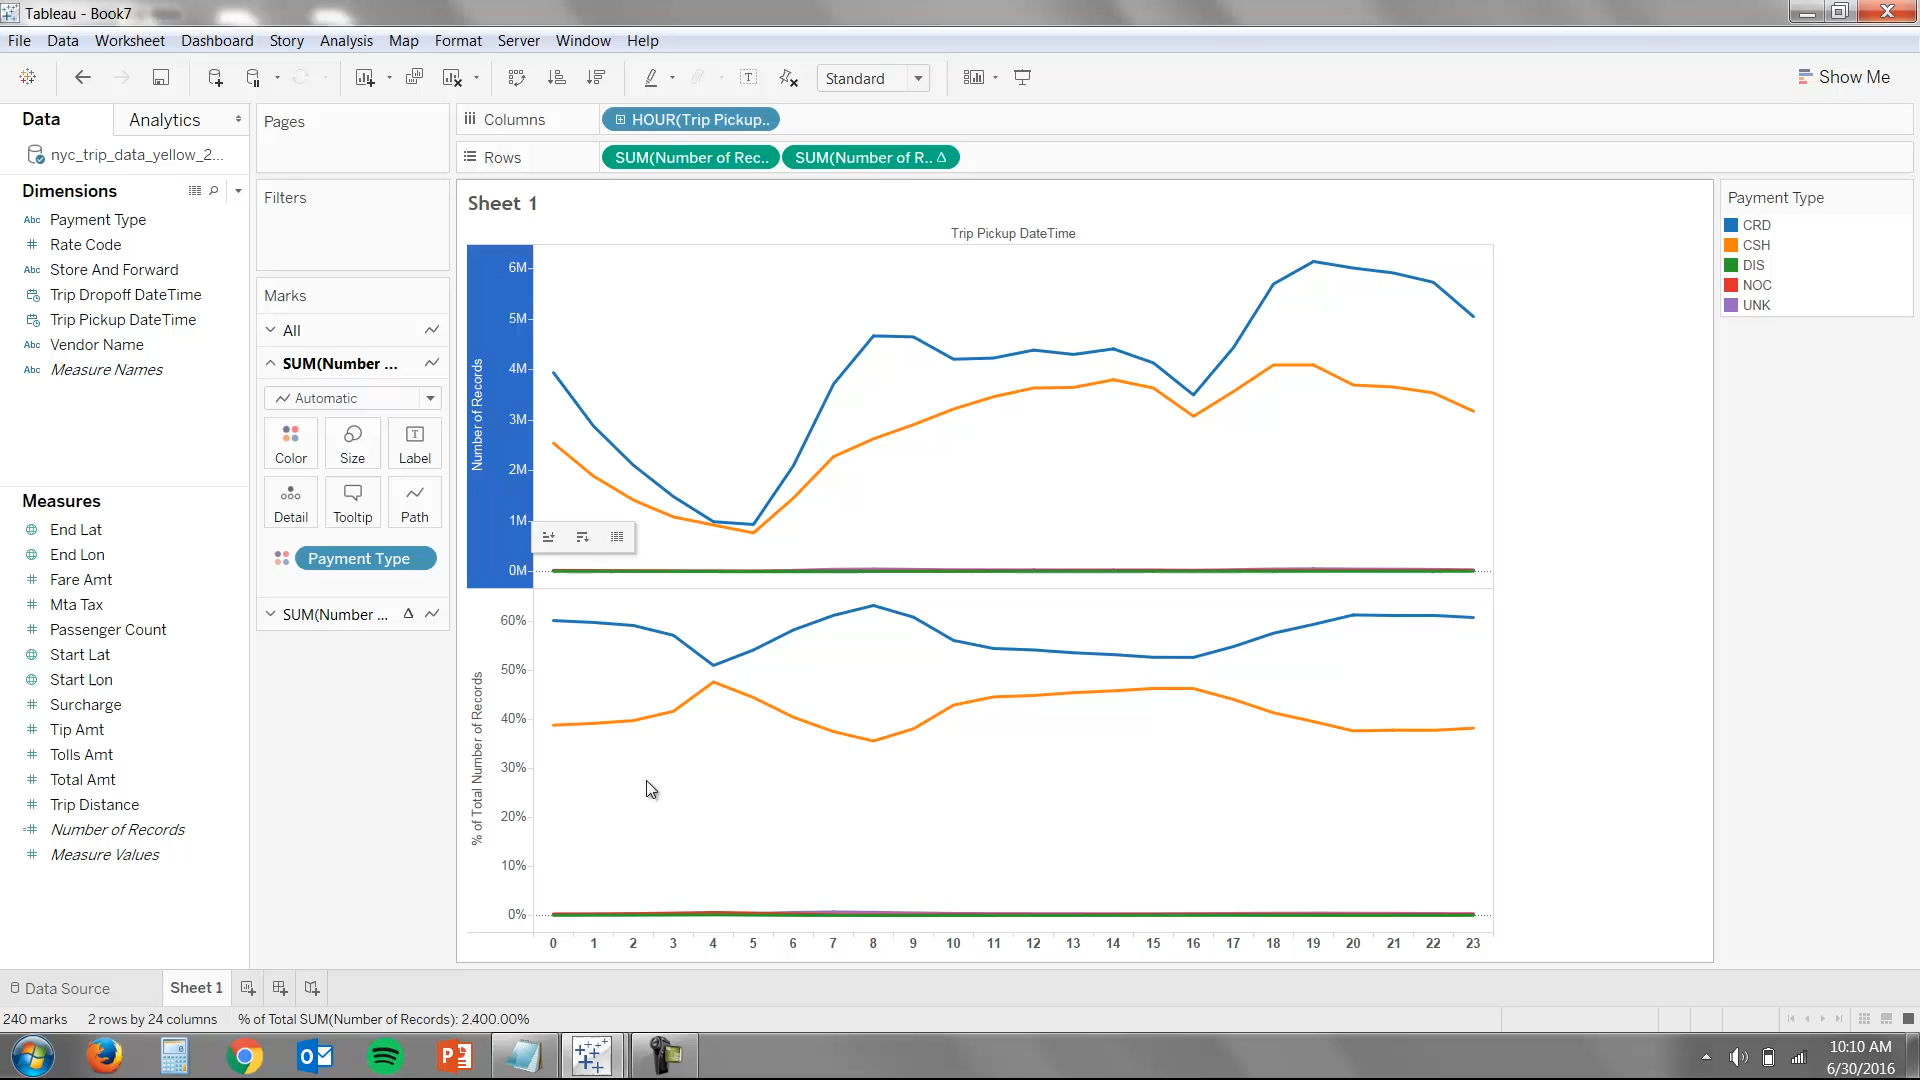 Tableau - Book7
File Data Worksheet Dashboard Story Analysis Map Format Server Window Help
Standard
Show Me
Data Analytics
nyc_trip_data_yellow_2...
Dimensions
Abc Payment Type
# Rate Code
Abc Store And Forward
Trip Dropoff DateTime
Trip Pickup DateTime
Abc Vendor Name
Abc Measure Names
Measures
End Lat
End Lon
# Fare Amt
# Mta Tax
# Passenger Count
Start Lat
Start Lon
# Surcharge
# Tip Amt
# Tolls Amt
# Total Amt
# Trip Distance
=# Number of Records
# Measure Values
Pages
Filters
Marks
All
SUM(Number ...
Automatic
Color Size Label
Detail Tooltip Path
Payment Type
SUM(Number ... Δ
Columns HOUR(Trip Pickup..
Rows SUM(Number of Rec.. SUM(Number of R.. Δ
Sheet 1
Trip Pickup DateTime
Number of Records
6M
5M
4M
3M
2M
1M
0M
% of Total Number of Records
60%
50%
40%
30%
20%
10%
0%
0 1 2 3 4 5 6 7 8 9 10 11 12 13 14 15 16 17 18 19 20 21 22 23
Payment Type
CRD
CSH
DIS
NOC
UNK
Data Source Sheet 1
240 marks 2 rows by 24 columns % of Total SUM(Number of Records): 2.400.00%
10:10 AM
6/30/2016